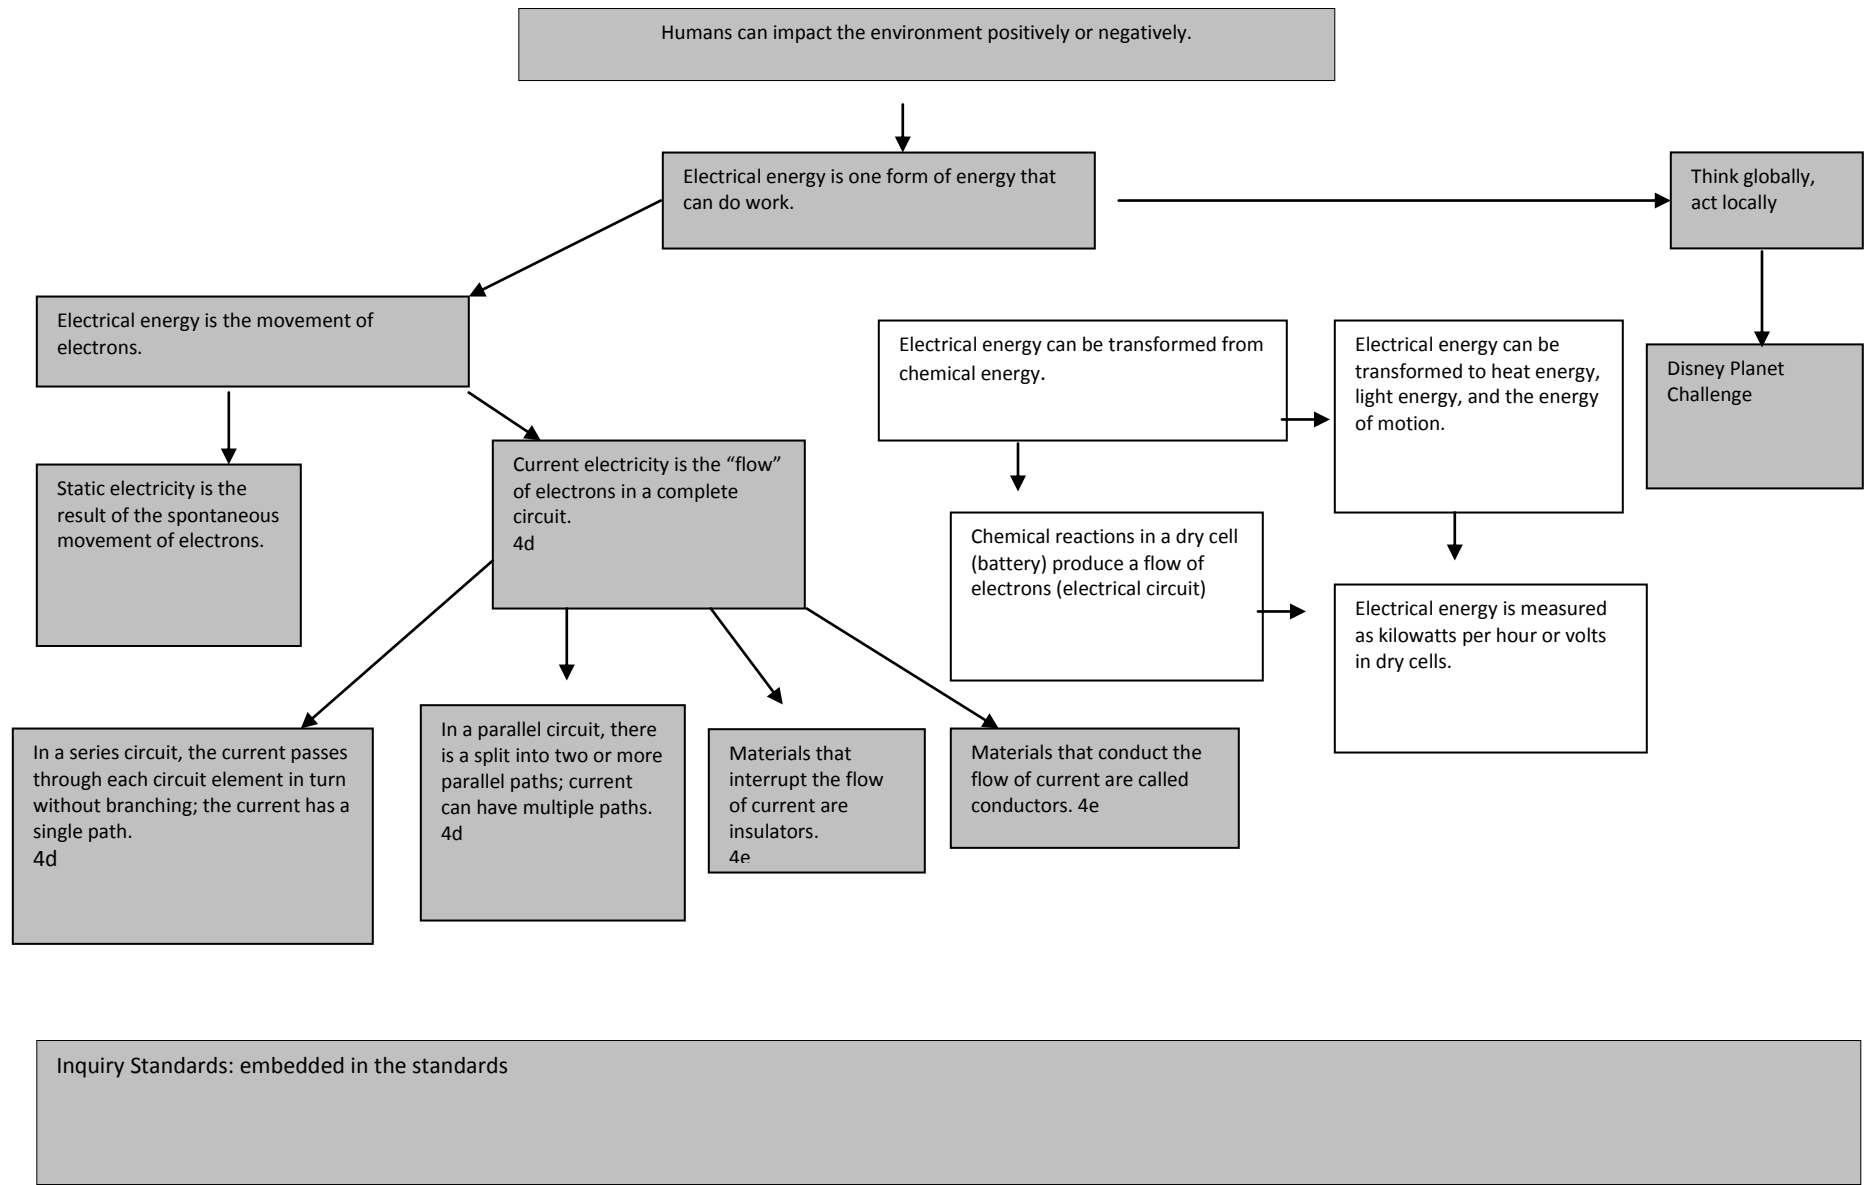 Humans can impact the environment positively or negatively.
Electrical energy is one form of energy that
can do work.
Think globally,
act locally
Electrical energy is the movement of
electrons.
Electrical energy can be transformed from
chemical energy.
Electrical energy can be
transformed to heat energy,
light energy, and the energy
of motion.
Disney Planet
Challenge
Static electricity is the
result of the spontaneous
movement of electrons.
Current electricity is the “flow”
of electrons in a complete
circuit.
4d
Chemical reactions in a dry cell
(battery) produce a flow of
electrons (electrical circuit)
Electrical energy is measured
as kilowatts per hour or volts
in dry cells.
In a series circuit, the current passes
through each circuit element in turn
without branching; the current has a
single path.
4d
In a parallel circuit, there
is a split into two or more
parallel paths; current
can have multiple paths.
4d
Materials that
interrupt the flow
of current are
insulators.
4e
Materials that conduct the
flow of current are called
conductors. 4e
Inquiry Standards: embedded in the standards